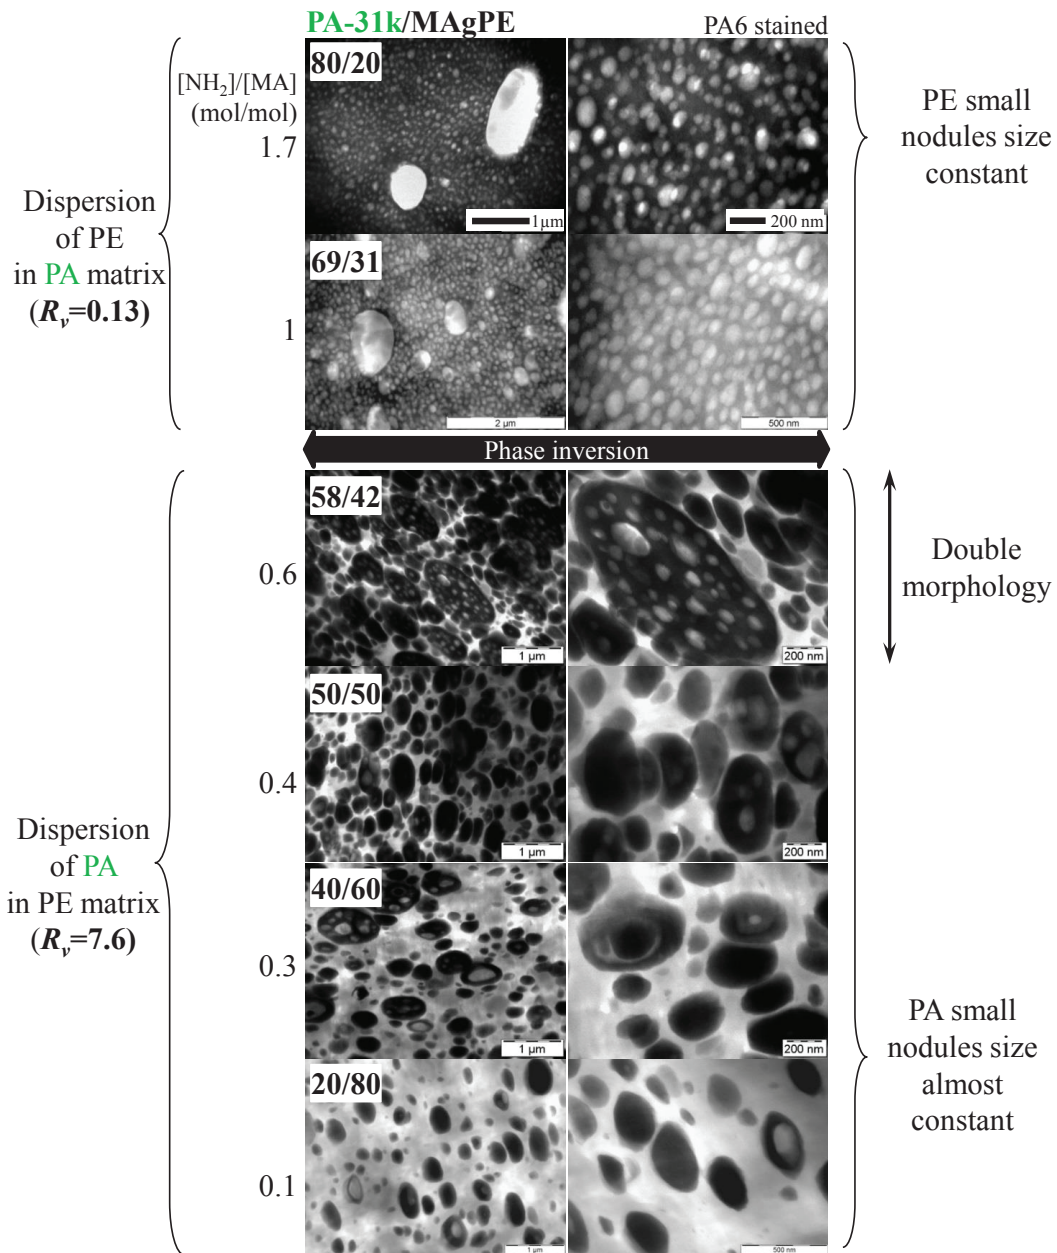 PA-31k/MAgPE
PA6 stained
[NH₂]/[MA]
(mol/mol)
80/20
1.7
1µm
200 nm
PE small
nodules size
constant
Dispersion
of PE
in PA matrix
(Rᵥ=0.13)
69/31
1
2 µm
500 nm
Phase inversion
58/42
0.6
1 µm
200 nm
Double
morphology
50/50
0.4
1 µm
200 nm
Dispersion
of PA
in PE matrix
(Rᵥ=7.6)
40/60
0.3
1 µm
200 nm
PA small
nodules size
almost
constant
20/80
0.1
1 µm
500 nm